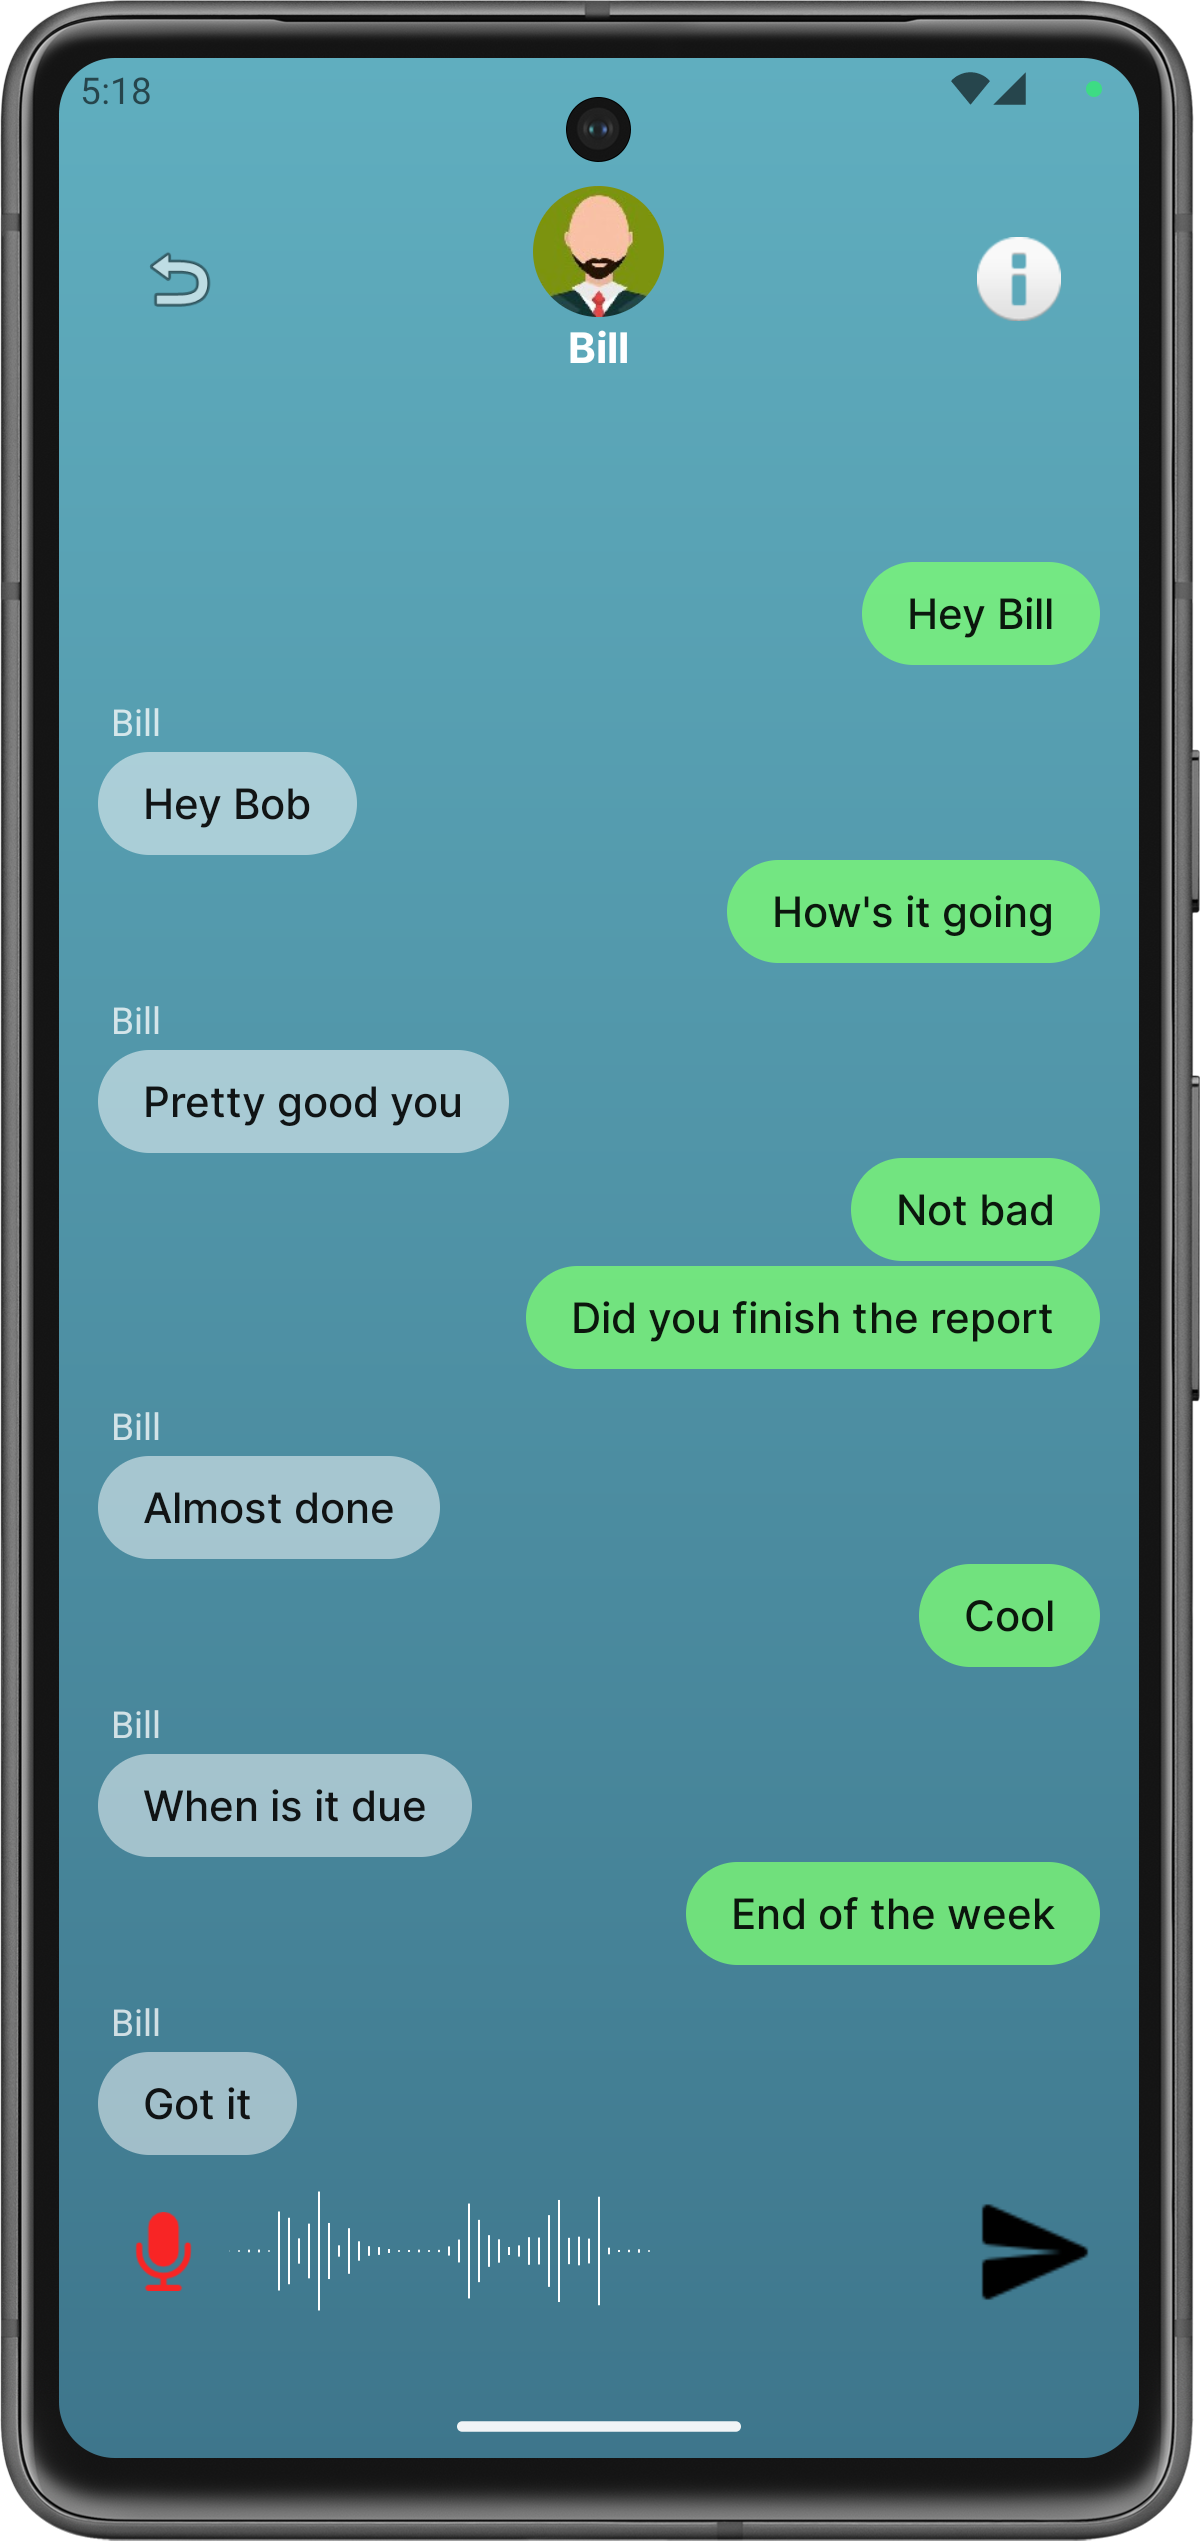 5:18
Bill
Hey Bill
Bill
Hey Bob
How's it going
Bill
Pretty good you
Not bad
Did you finish the report
Bill
Almost done
Cool
Bill
When is it due
End of the week
Bill
Got it